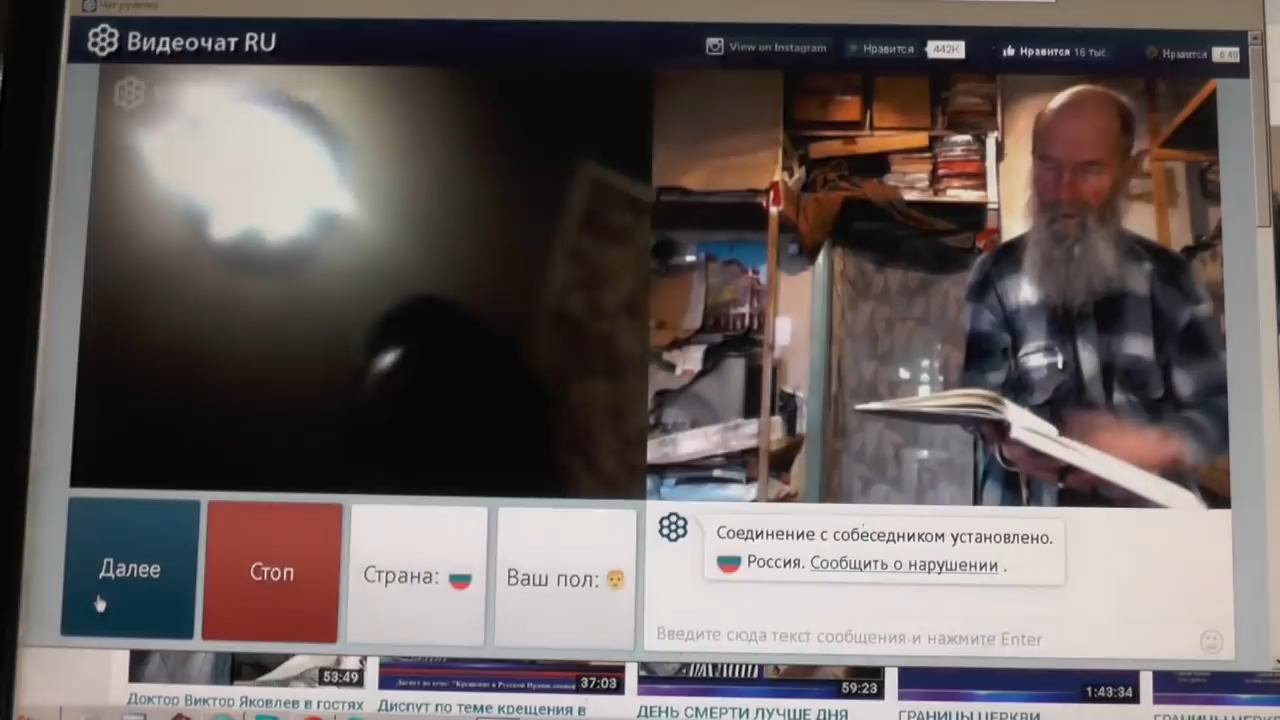 Чат рулетка
Видеочат RU
View on Instagram
Нравится 442K
Нравится 16 тыс.
Нравится
Далее
Стоп
Страна:
Ваш пол:
Соединение с собеседником установлено.
Россия. Сообщить о нарушении .
Введите сюда текст сообщения и нажмите Enter
53:49
37:03
59:23
1:43:34
Доктор Виктор Яковлев в гостях
Диспут по теме крещения в
ДЕНЬ СМЕРТИ ЛУЧШЕ ДНЯ
ГРАНИЦЫ ЦЕРКВИ